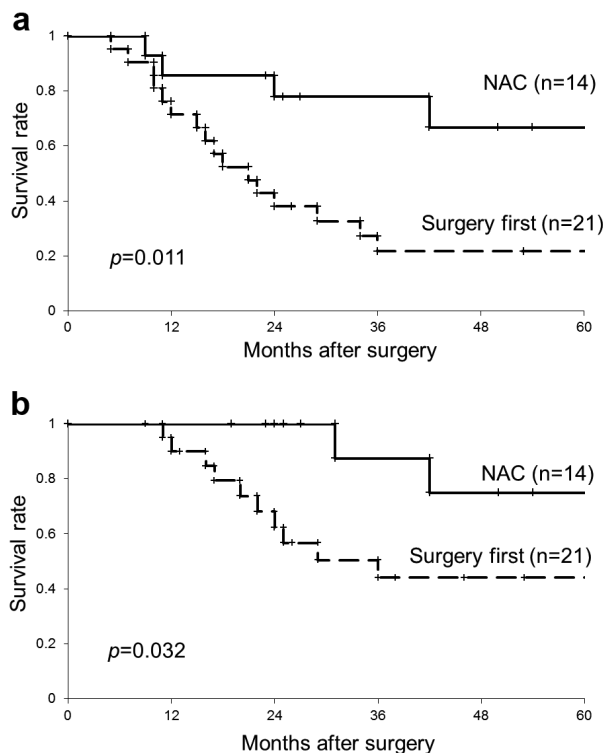 a
1
0.8
0.6
0.4
0.2
0
Survival rate
NAC (n=14)
Surgery first (n=21)
p=0.011
0 12 24 36 48 60
Months after surgery
b
1
0.8
0.6
0.4
0.2
0
Survival rate
NAC (n=14)
Surgery first (n=21)
p=0.032
0 12 24 36 48 60
Months after surgery